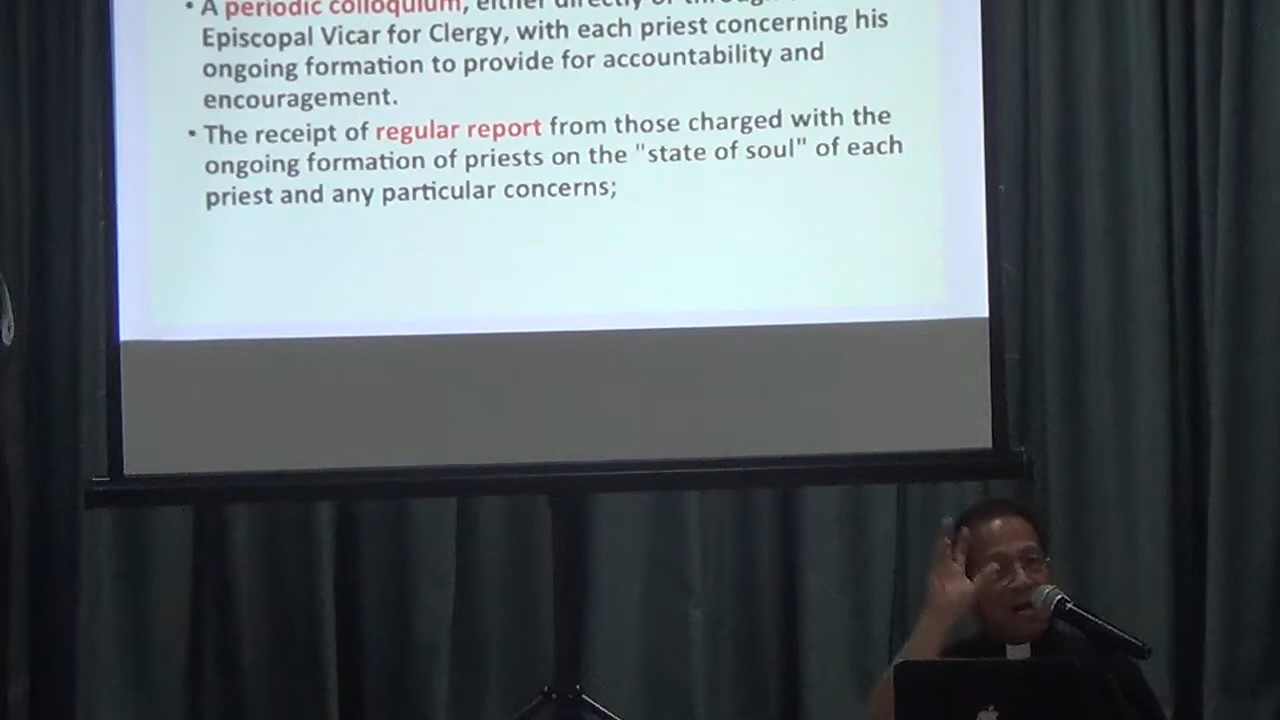 • A periodic colloquium, either directly or through
Episcopal Vicar for Clergy, with each priest concerning his
ongoing formation to provide for accountability and
encouragement.
• The receipt of regular report from those charged with the
ongoing formation of priests on the "state of soul" of each
priest and any particular concerns;